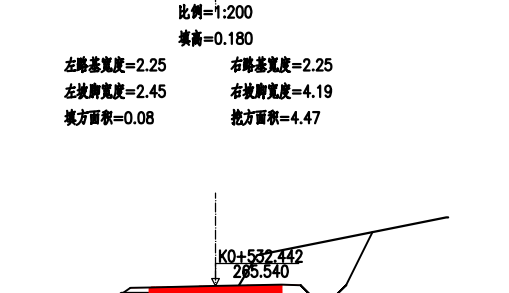 比例=1:200
填高=0.180
左路基宽度=2.25 右路基宽度=2.25
左坡脚宽度=2.45 右坡脚宽度=4.19
填方面积=0.08 挖方面积=4.47
K0+532.442
265.540